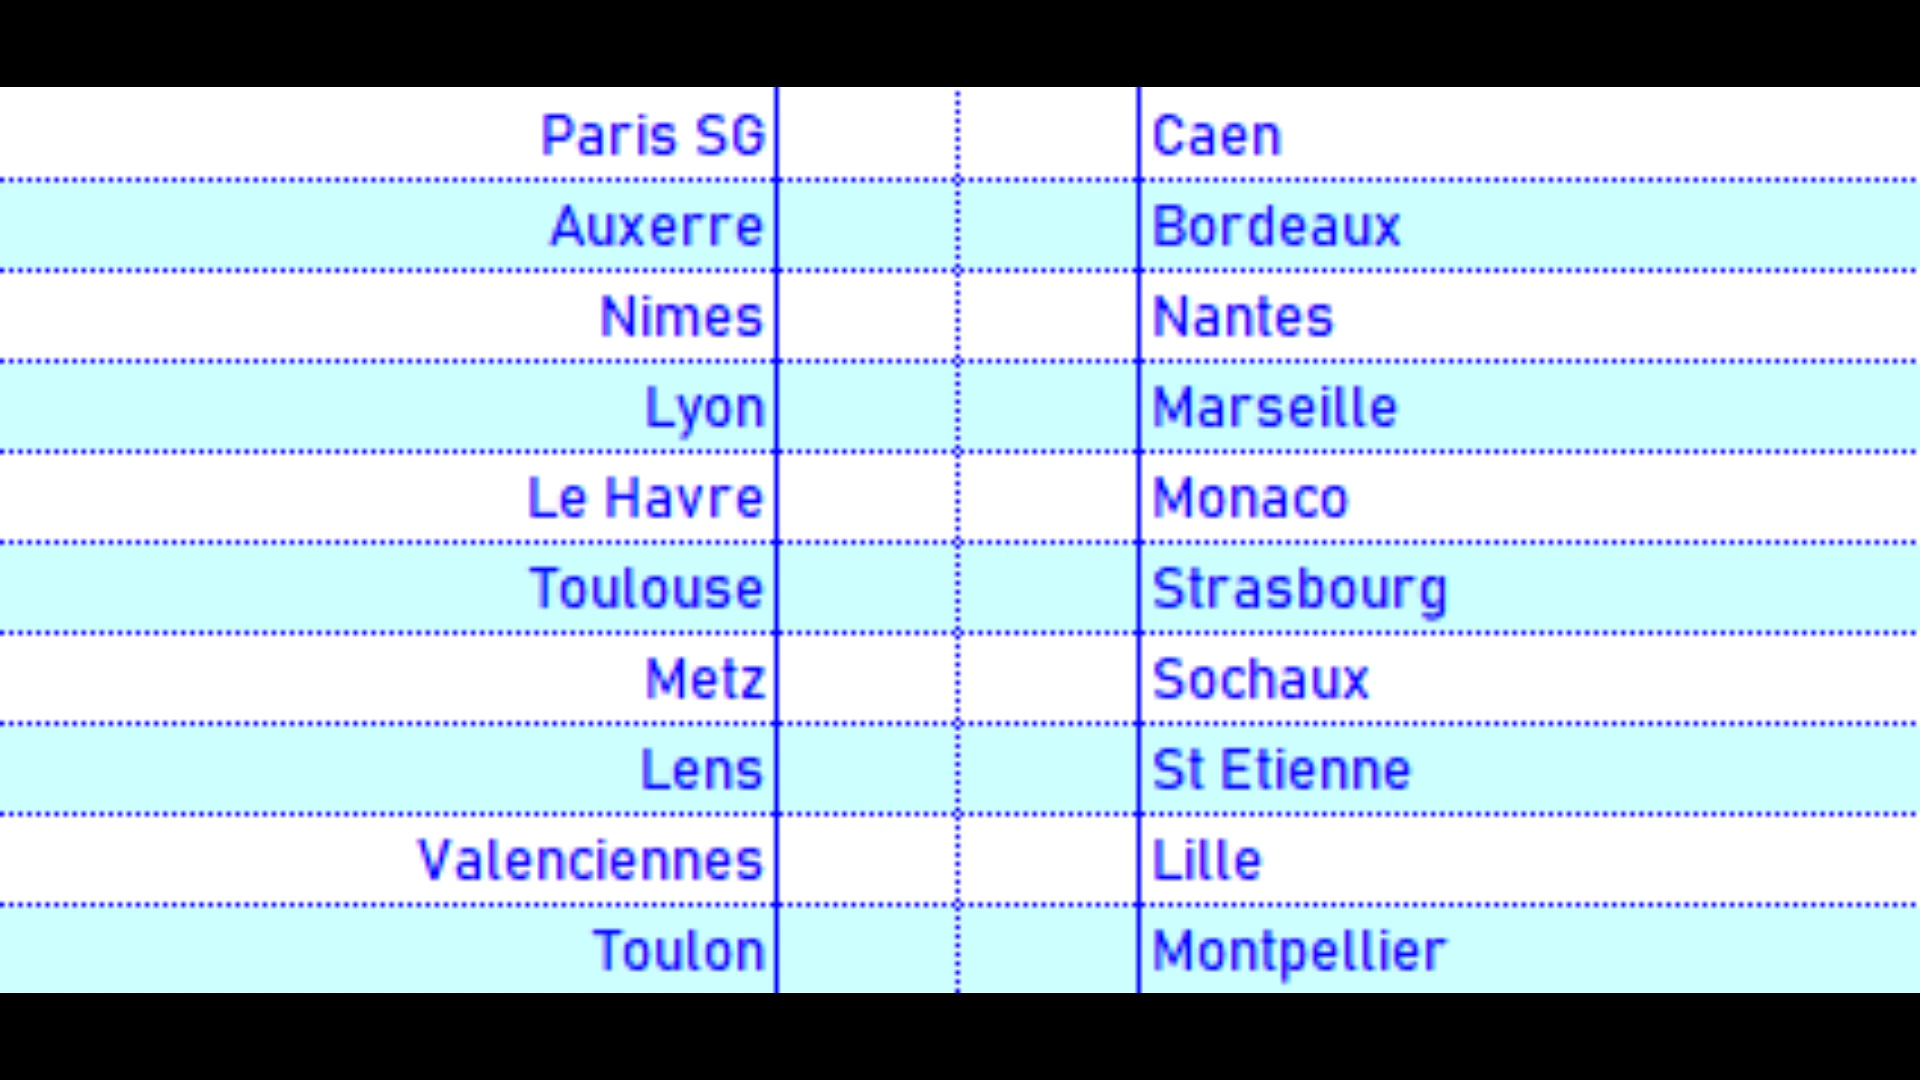 Paris SG Caen
Auxerre Bordeaux
Nimes Nantes
Lyon Marseille
Le Havre Monaco
Toulouse Strasbourg
Metz Sochaux
Lens St Etienne
Valenciennes Lille
Toulon Montpellier